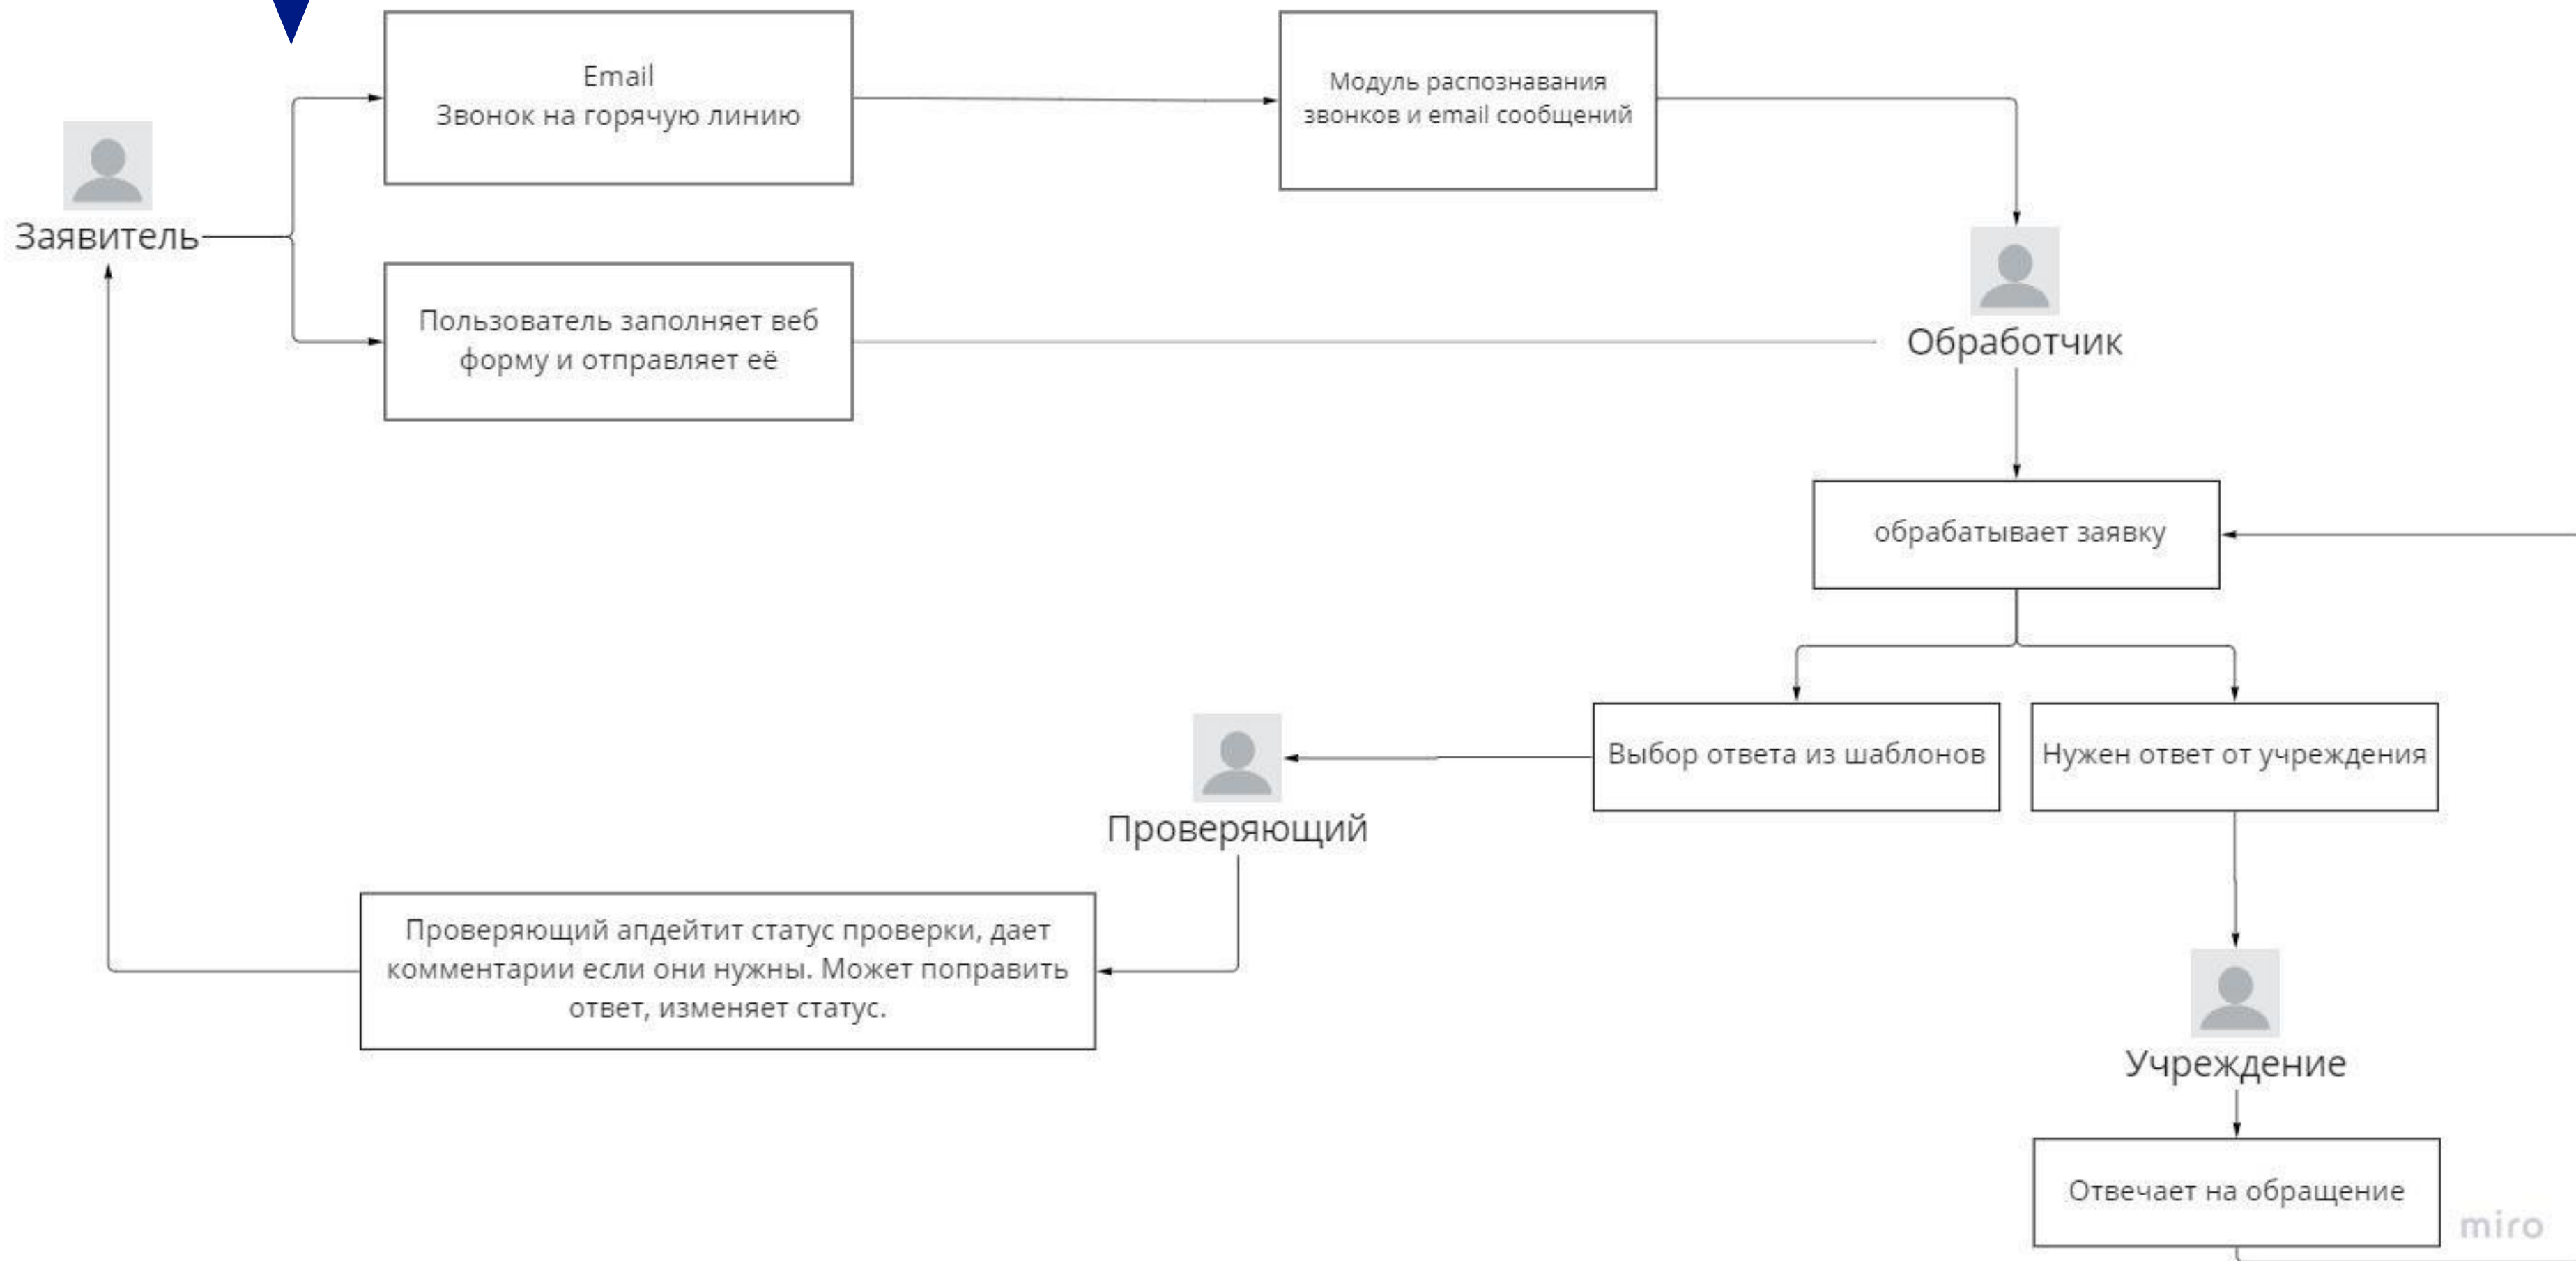 Email
Звонок на горячую линию
Модуль распознавания
звонков и email сообщений
Заявитель
Пользователь заполняет веб
форму и отправляет её
Обработчик
обрабатывает заявку
Выбор ответа из шаблонов
Нужен ответ от учреждения
Проверяющий
Проверяющий апдейтит статус проверки, дает
комментарии если они нужны. Может поправить
ответ, изменяет статус.
Учреждение
Отвечает на обращение
miro